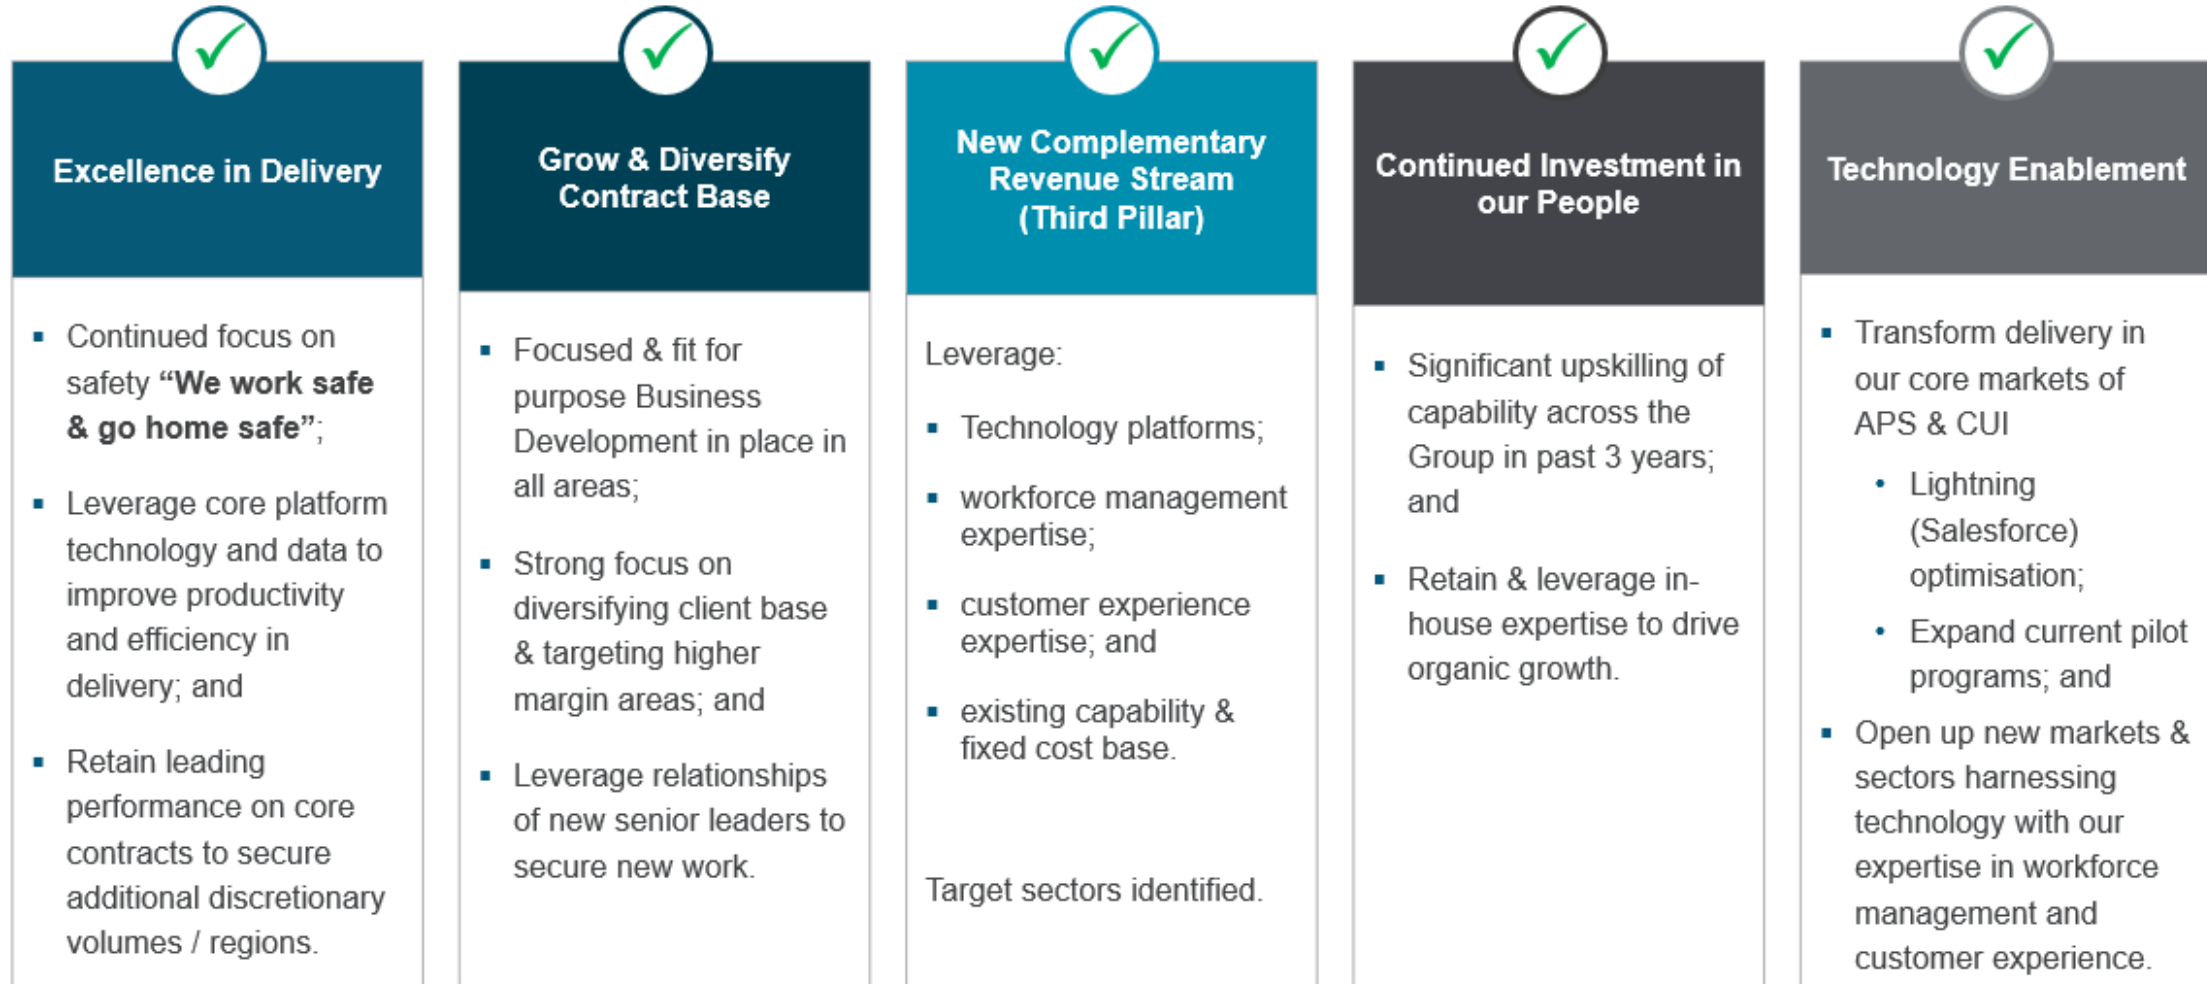 Excellence in Delivery
Continued focus on
safety “We work safe
& go home safe”;
Leverage core platform
technology and data to
improve productivity
and efficiency in
delivery; and
Retain leading
performance on core
contracts to secure
additional discretionary
volumes / regions.
Grow & Diversify
Contract Base
Focused & fit for
purpose Business
Development in place in
all areas;
Strong focus on
diversifying client base
& targeting higher
margin areas; and
Leverage relationships
of new senior leaders to
secure new work.
New Complementary
Revenue Stream
(Third Pillar)
Leverage:
Technology platforms;
workforce management
expertise;
customer experience
expertise; and
existing capability &
fixed cost base.
Target sectors identified.
Continued Investment in
our People
Significant upskilling of
capability across the
Group in past 3 years;
and
Retain & leverage in-
house expertise to drive
organic growth.
Technology Enablement
Transform delivery in
our core markets of
APS & CUI
Lightning
(Salesforce)
optimisation;
Expand current pilot
programs; and
Open up new markets &
sectors harnessing
technology with our
expertise in workforce
management and
customer experience.